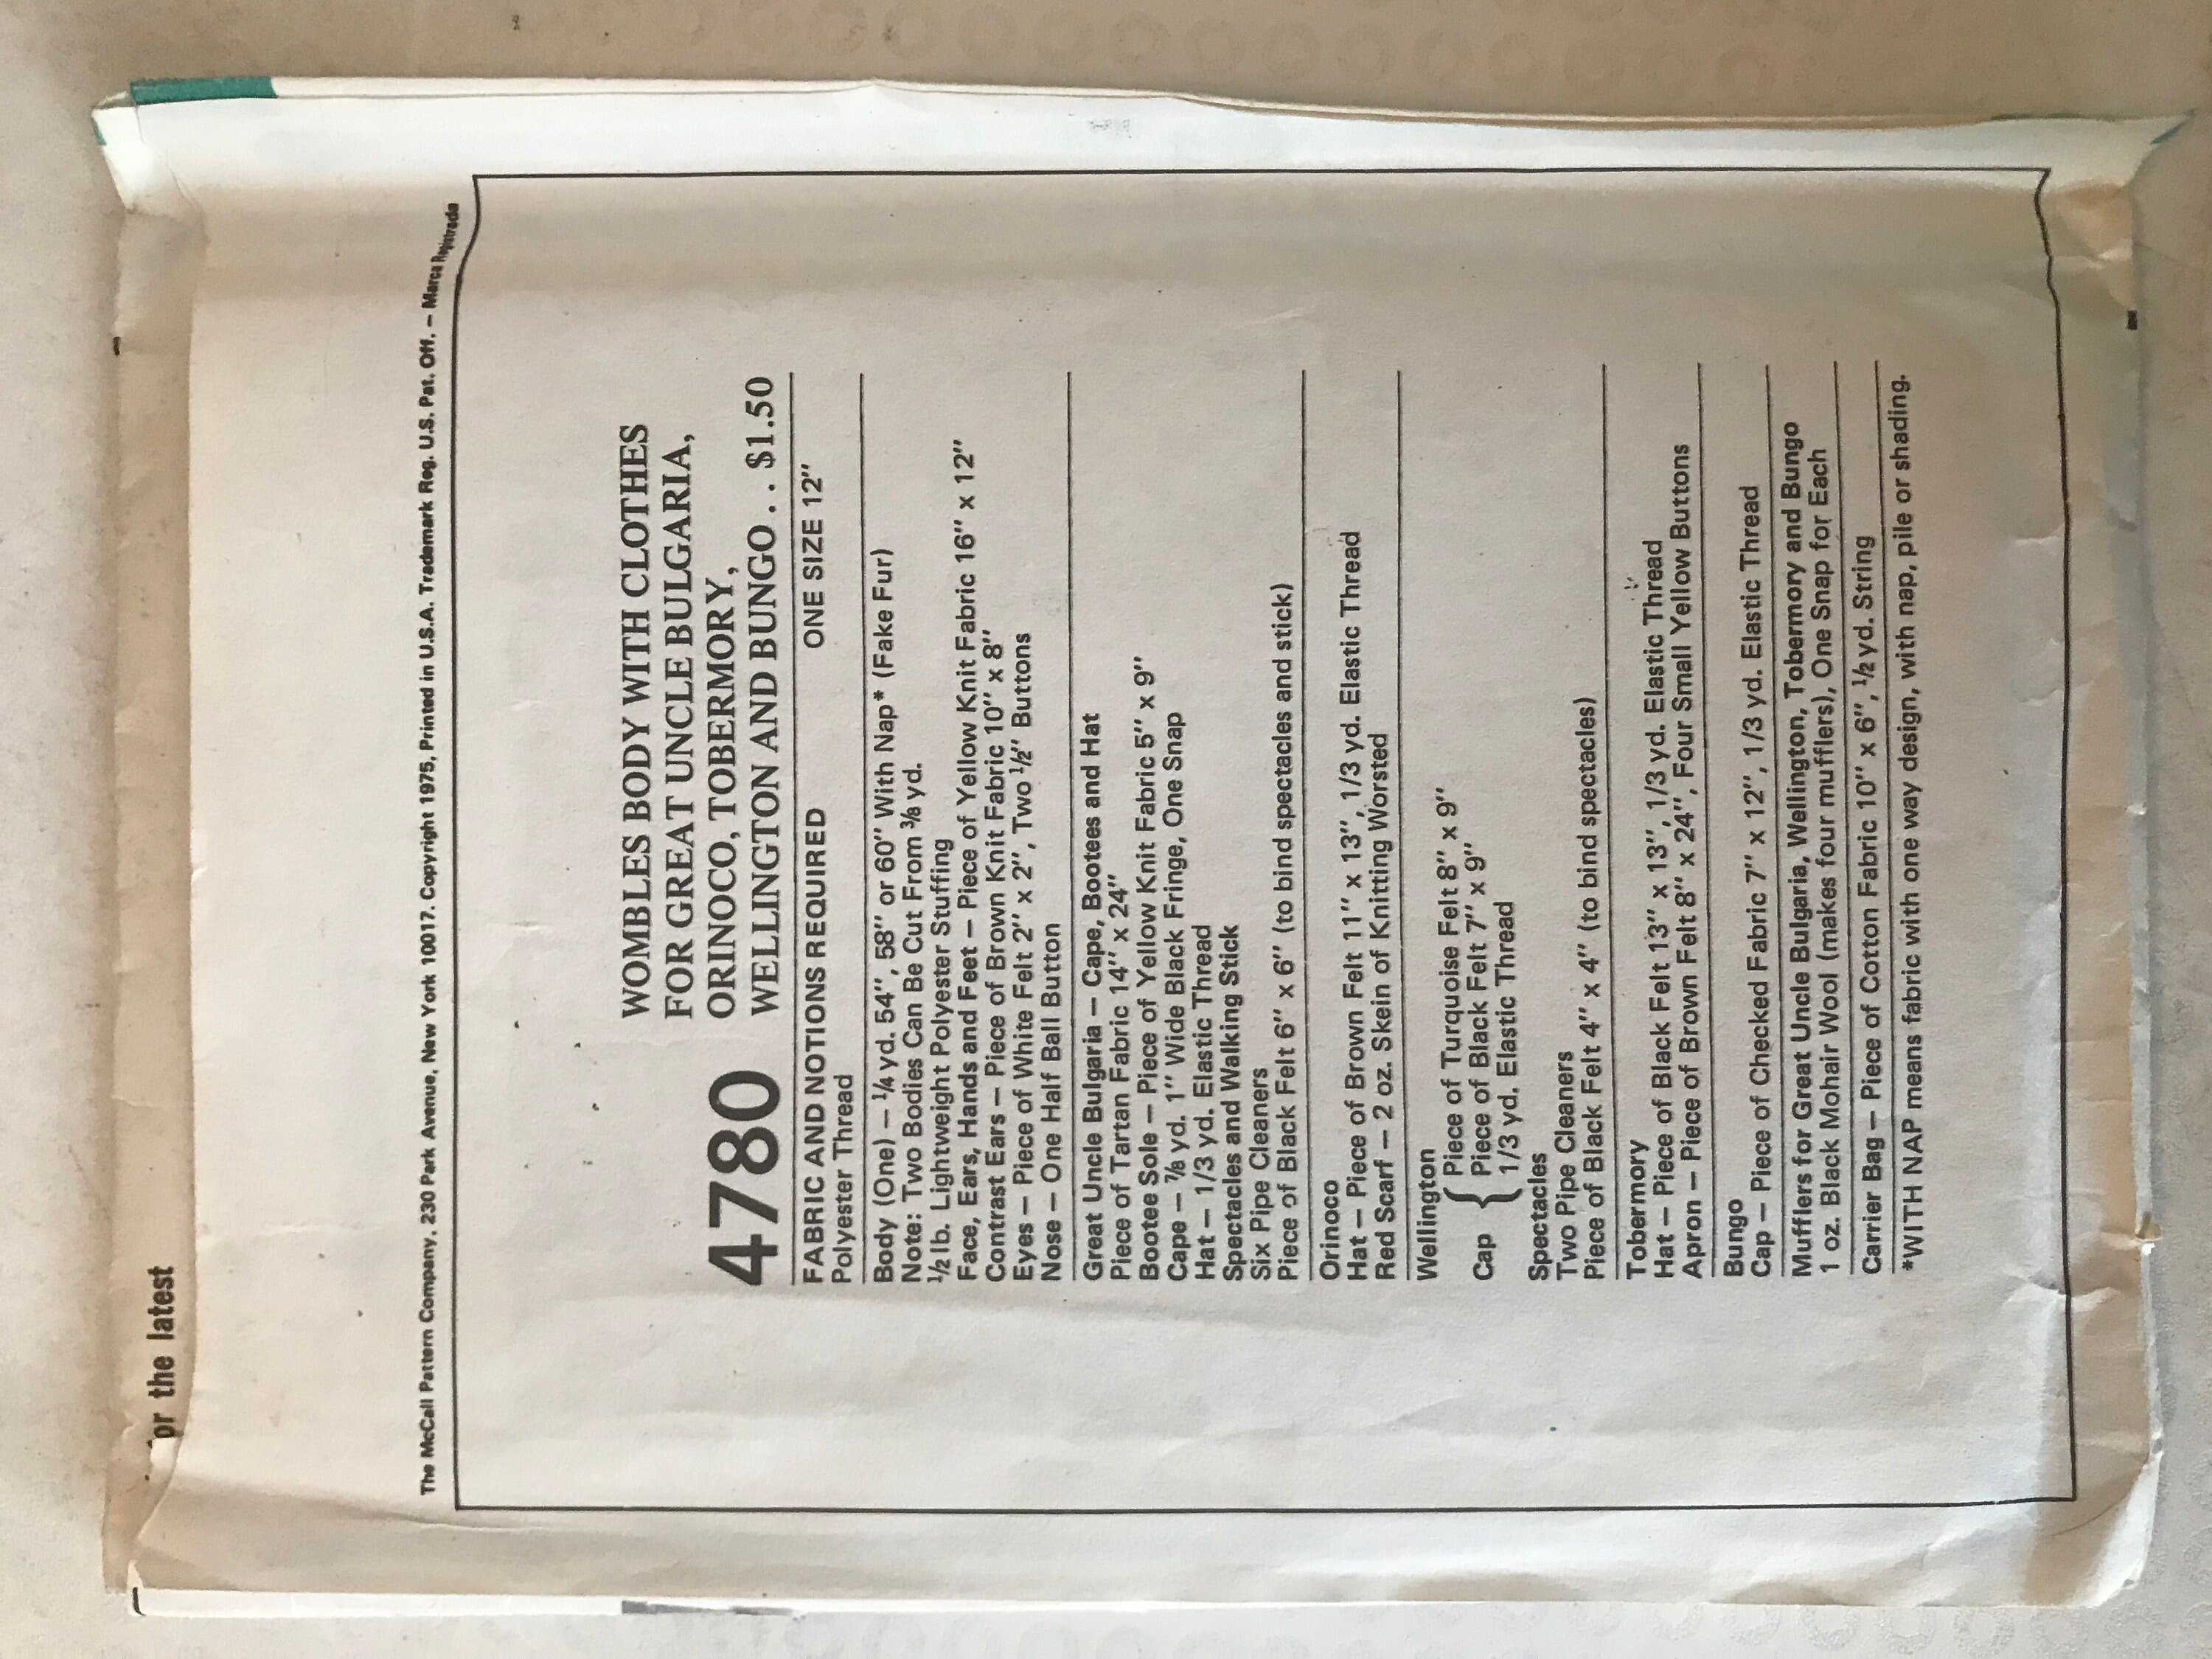 or the latest
The McCall Pattern Company, 230 Park Avenue, New York 10017. Copyright 1975, Printed in U.S.A. Trademark Reg. U.S. Pat. Off. – Marca Registrada
4780
WOMBLES BODY WITH CLOTHES
FOR GREAT UNCLE BULGARIA,
ORINOCO, TOBERMORY,
WELLINGTON AND BUNGO . . $1.50
FABRIC AND NOTIONS REQUIRED ONE SIZE 12"
Polyester Thread
Body (One) – ¼ yd. 54", 58" or 60" With Nap* (Fake Fur)
Note: Two Bodies Can Be Cut From ⅜ yd.
½ lb. Lightweight Polyester Stuffing
Face, Ears, Hands and Feet – Piece of Yellow Knit Fabric 16" x 12"
Contrast Ears – Piece of Brown Knit Fabric 10" x 8"
Eyes – Piece of White Felt 2" x 2", Two ½" Buttons
Nose – One Half Ball Button
Great Uncle Bulgaria – Cape, Bootees and Hat
Piece of Tartan Fabric 14" x 24"
Bootee Sole – Piece of Yellow Knit Fabric 5" x 9"
Cape – ⅞ yd. 1" Wide Black Fringe, One Snap
Hat – 1/3 yd. Elastic Thread
Spectacles and Walking Stick
Six Pipe Cleaners
Piece of Black Felt 6" x 6" (to bind spectacles and stick)
Orinoco
Hat – Piece of Brown Felt 11" x 13", 1/3 yd. Elastic Thread
Red Scarf – 2 oz. Skein of Knitting Worsted
Wellington
Cap { Piece of Turquoise Felt 8" x 9"
Piece of Black Felt 7" x 9"
1/3 yd. Elastic Thread
Spectacles
Two Pipe Cleaners
Piece of Black Felt 4" x 4" (to bind spectacles)
Tobermory
Hat – Piece of Black Felt 13" x 13", 1/3 yd. Elastic Thread
Apron – Piece of Brown Felt 8" x 24", Four Small Yellow Buttons
Bungo
Cap – Piece of Checked Fabric 7" x 12", 1/3 yd. Elastic Thread
Mufflers for Great Uncle Bulgaria, Wellington, Tobermory and Bungo
1 oz. Black Mohair Wool (makes four mufflers), One Snap for Each
Carrier Bag – Piece of Cotton Fabric 10" x 6", ½ yd. String
*WITH NAP means fabric with one way design, with nap, pile or shading.